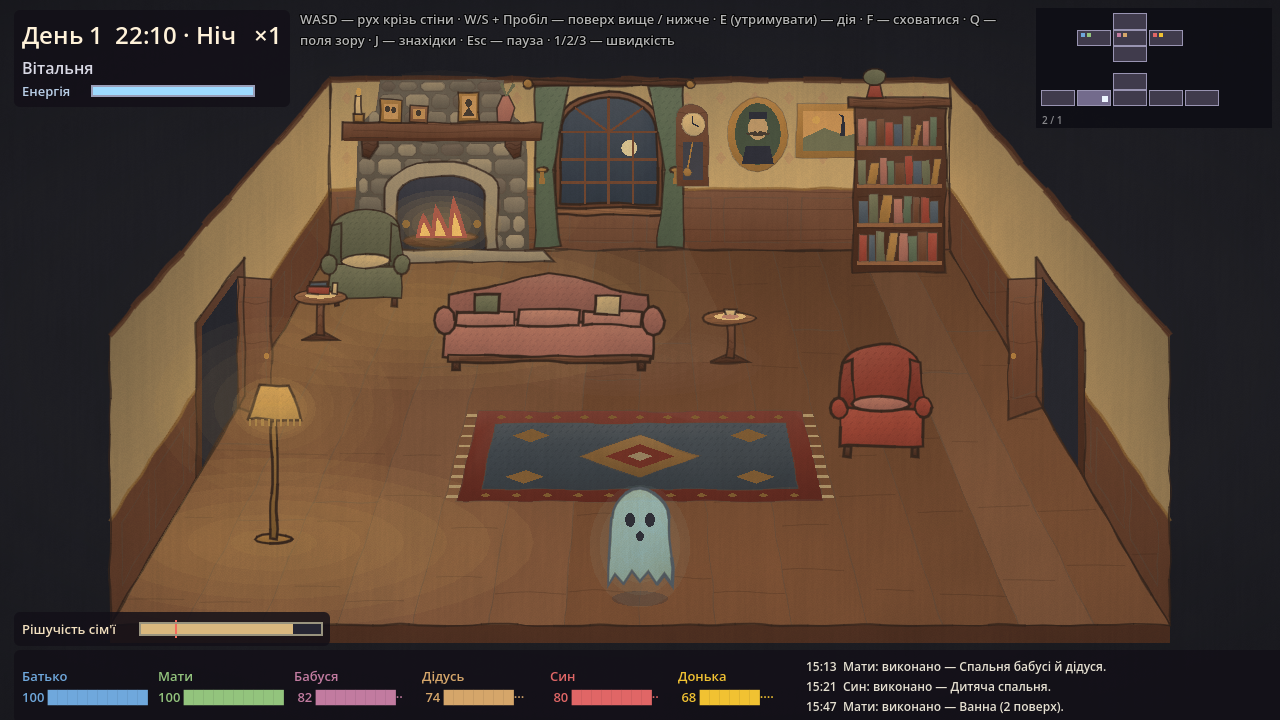 День 1 22:10 · Ніч ×1
Вітальня
Енергія
WASD — рух крізь стіни · W/S + Пробіл — поверх вище / нижче · E (утримувати) — дія · F — сховатися · Q —
поля зору · J — знахідки · Esc — пауза · 1/2/3 — швидкість
2 / 1
Рішучість сім'ї
Батько Мати Бабуся Дідусь Син Донька
100 100 82 74 80 68
15:13 Мати: виконано — Спальня бабусі й дідуся.
15:21 Син: виконано — Дитяча спальня.
15:47 Мати: виконано — Ванна (2 поверх).